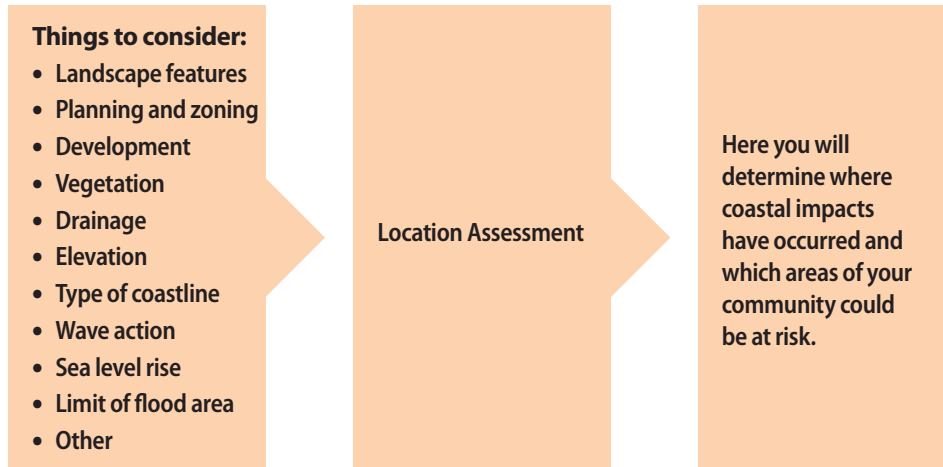 Things to consider:
• Landscape features
• Planning and zoning
• Development
• Vegetation
• Drainage
• Elevation
• Type of coastline
• Wave action
• Sea level rise
• Limit of flood area
• Other
Location Assessment
Here you will
determine where
coastal impacts
have occurred and
which areas of your
community could
be at risk.